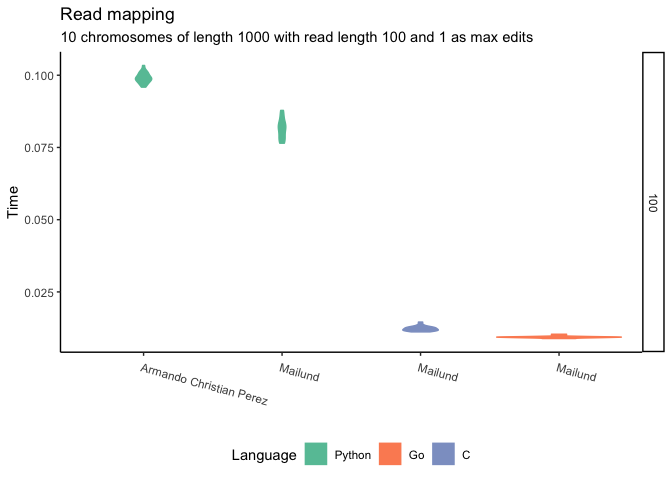 Read mapping
10 chromosomes of length 1000 with read length 100 and 1 as max edits
0.100
0.075
0.050
0.025
Time
100
Armando Christian Perez
Mailund
Mailund
Mailund
Language
Python
Go
C